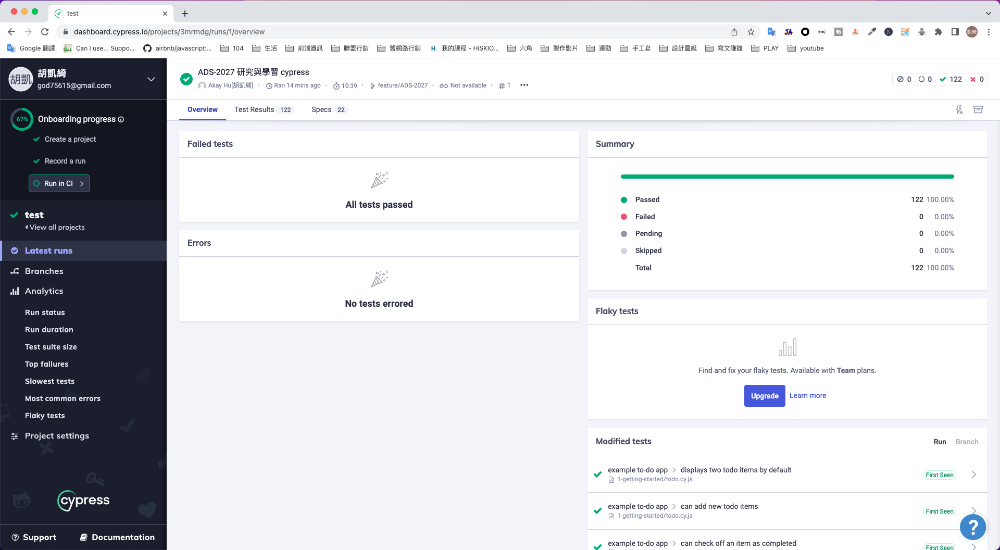 test
dashboard.cypress.io/projects/3mrmdg/runs/1/overview
Google 翻譯
Can I use... Suppo...
airbnb/javascript:...
104
生活
前端資訊
聯盟行銷
舊網路行銷
H 我的課程 - HiSKIO...
六角
製作影片
運動
手工皂
設計靈感
寫文賺錢
PLAY
youtube
胡凱
胡凱綺
god75615@gmail.com
67%
Onboarding progress
Create a project
Record a run
Run in CI
test
View all projects
Latest runs
Branches
Analytics
Run status
Run duration
Test suite size
Top failures
Slowest tests
Most common errors
Flaky tests
Project settings
cypress
Support
Documentation
ADS-2027 研究與學習 cypress
Akay Hu[胡凱綺] · Ran 14 mins ago · 10:39 · feature/ADS-2027 · Not available · # 1
0 0 122 0
Overview
Test Results 122
Specs 22
Failed tests
All tests passed
Errors
No tests errored
Summary
Passed 122 100.00%
Failed 0 0.00%
Pending 0 0.00%
Skipped 0 0.00%
Total 122 100.00%
Flaky tests
Find and fix your flaky tests. Available with Team plans.
Upgrade
Learn more
Modified tests
Run
Branch
example to-do app > displays two todo items by default
1-getting-started/todo.cy.js
First Seen
example to-do app > can add new todo items
1-getting-started/todo.cy.js
First Seen
example to-do app > can check off an item as completed
First Seen
?